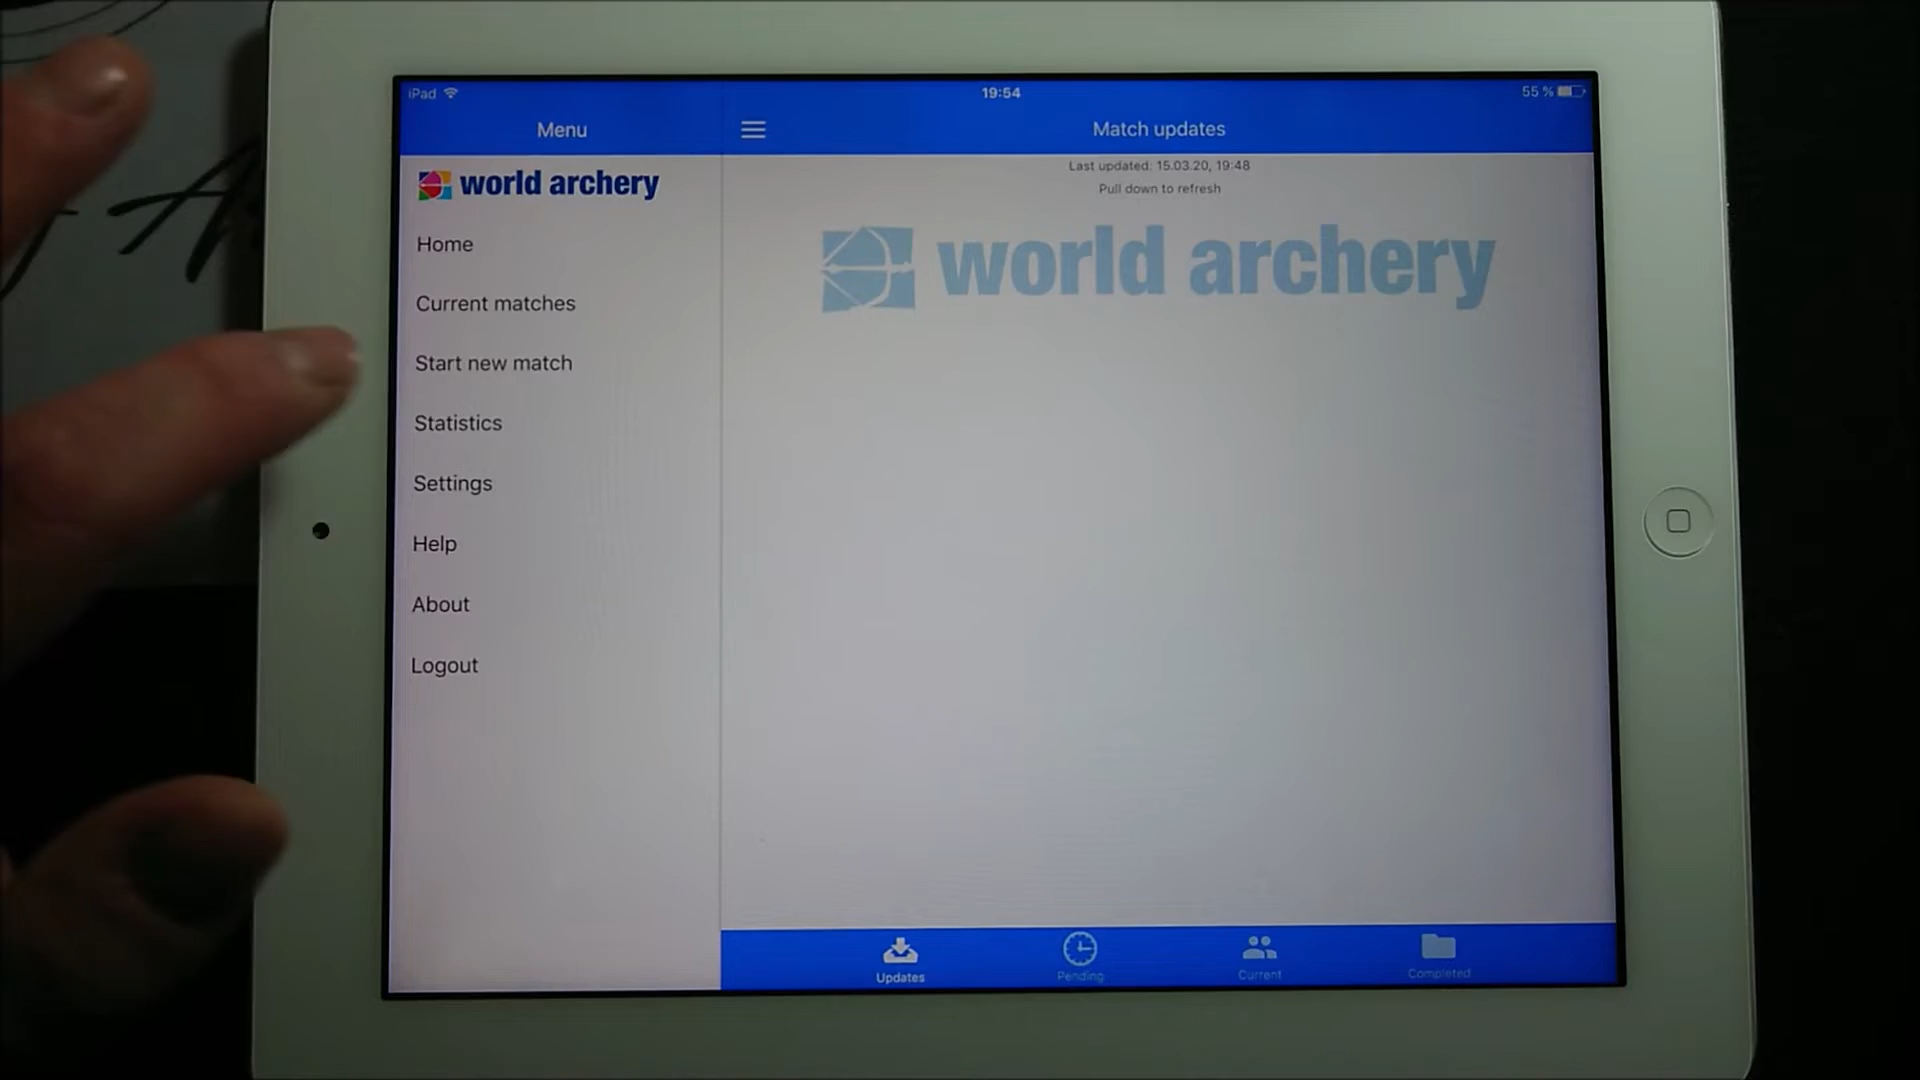 iPad
19:54
55 %
Menu
Match updates
world archery
Home
Current matches
Start new match
Statistics
Settings
Help
About
Logout
Last updated: 15.03.20, 19:48
Pull down to refresh
world archery
Updates
Pending
Current
Completed